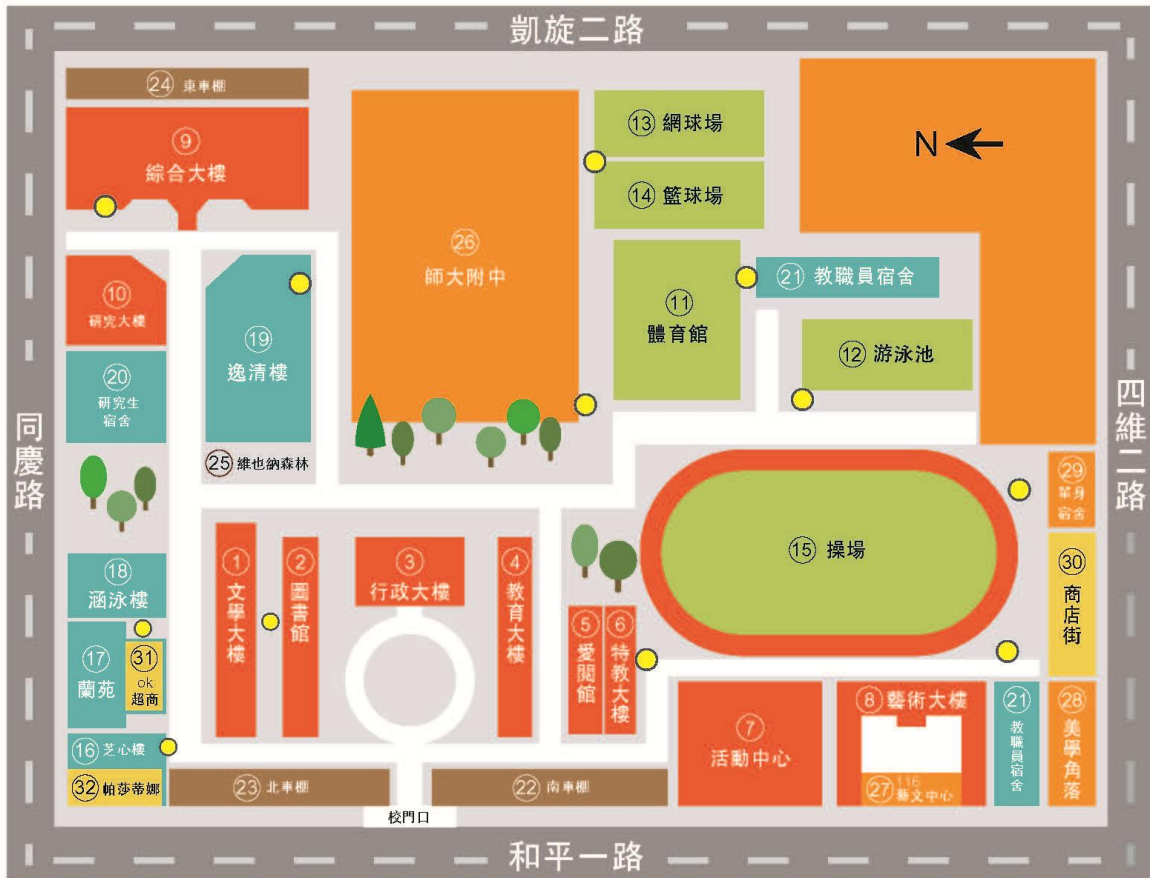 凱旋二路
24 東車棚
9
綜合大樓
13 網球場
14 籃球場
N
26
師大附中
10
研究大樓
19
逸清樓
11
體育館
21 教職員宿舍
12 游泳池
20
研究生
宿舍
25 維也納森林
同慶路
四維二路
29
單身
宿舍
15 操場
30
商店街
18
涵泳樓
1
文學大樓
2
圖書館
3
行政大樓
4
教育大樓
5
愛閱館
6
特教大樓
17
蘭苑
31
ok
超商
7
活動中心
8 藝術大樓
116
27 藝文中心
21
教職員宿舍
28
美學角落
16 芝心樓
32 帕莎蒂娜
23 北車棚
22 南車棚
校門口
和平一路